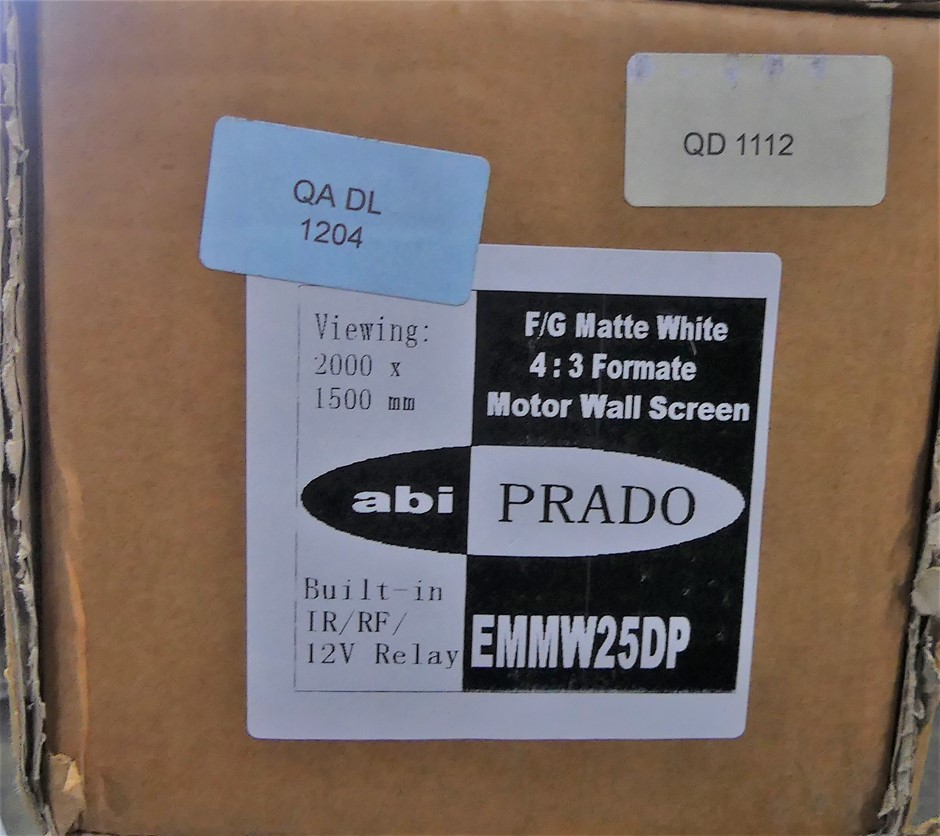 QD 1112
QA DL
1204
Viewing:
2000 x
1500 mm
F/G Matte White
4 : 3 Formate
Motor Wall Screen
abi PRADO
Built-in
IR/RF/
12V Relay
EMMW25DP